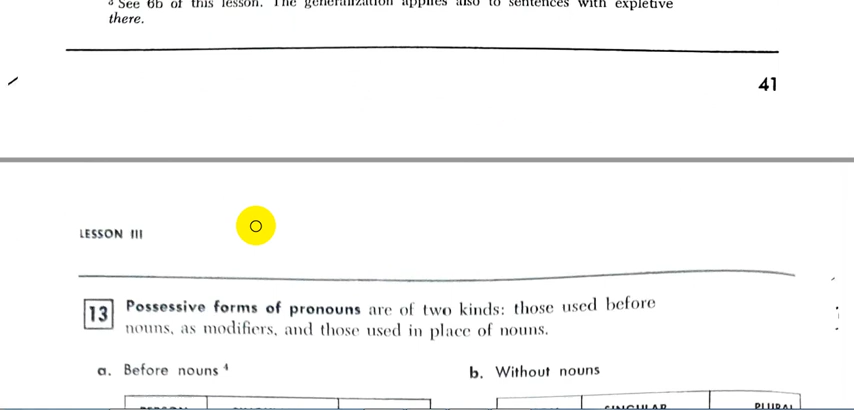 ³ See 6b of this lesson. The generalization applies also to sentences with expletive
there.
41
LESSON III
13 Possessive forms of pronouns are of two kinds: those used before
nouns, as modifiers, and those used in place of nouns.
a. Before nouns ⁴
b. Without nouns
SINGULAR PLURAL